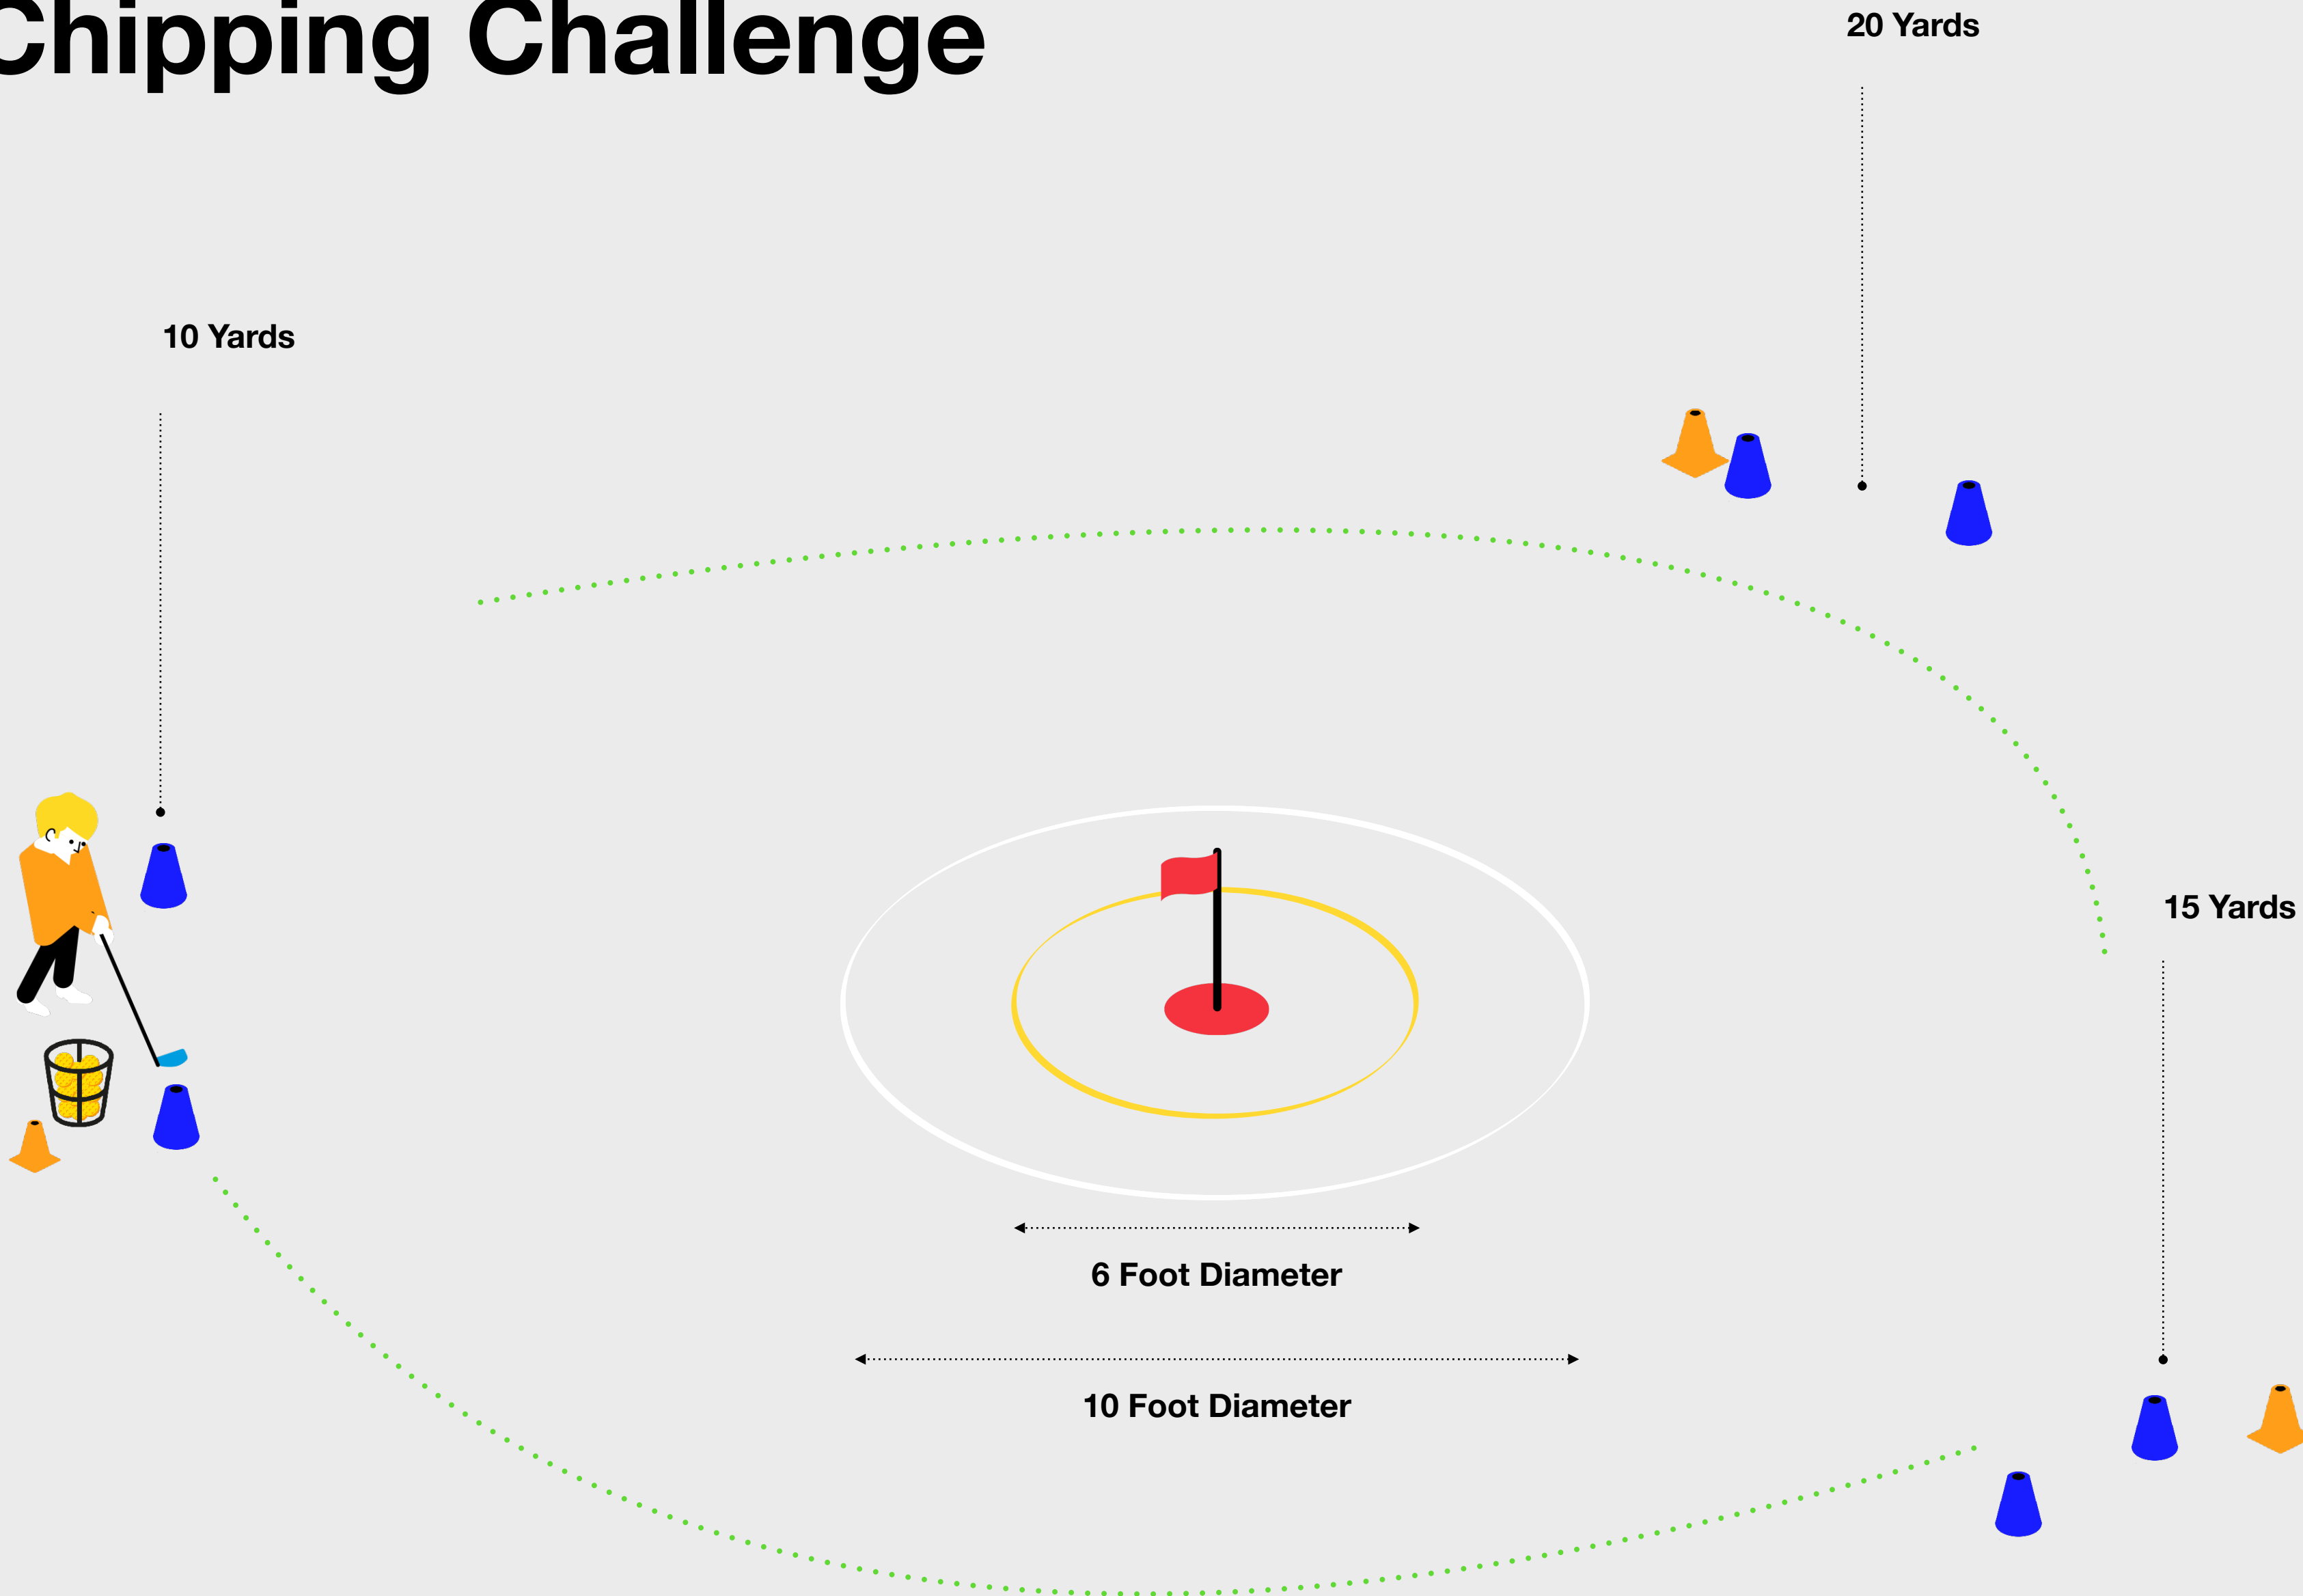 Chipping Challenge
20 Yards
10 Yards
15 Yards
6 Foot Diameter
10 Foot Diameter